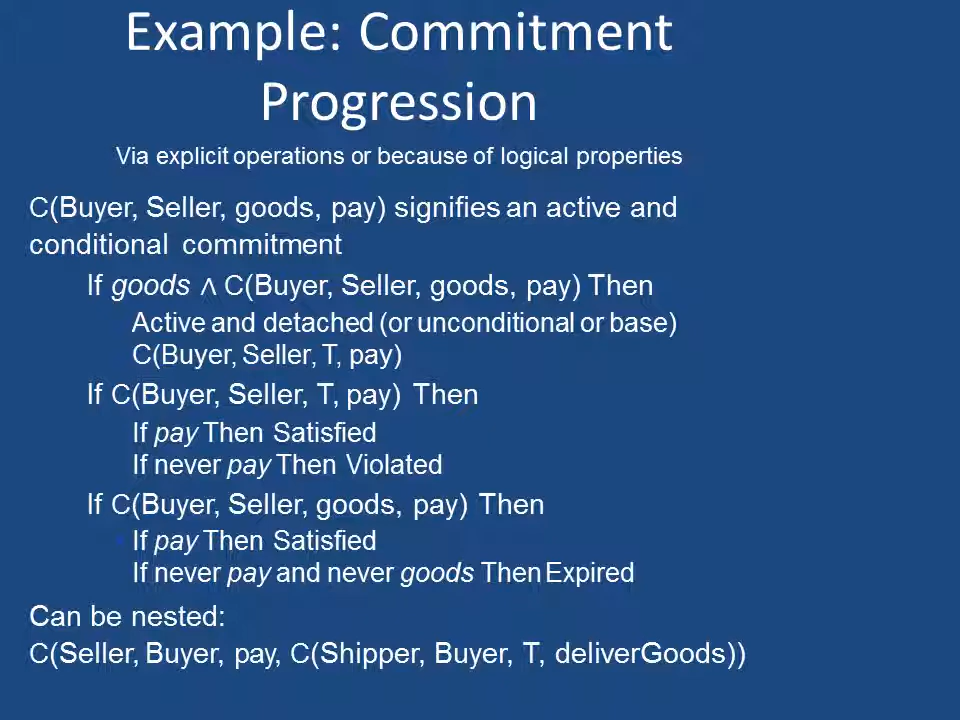 Example: Commitment
Progression
Via explicit operations or because of logical properties
C(Buyer, Seller, goods, pay) signifies an active and
conditional commitment
If goods ∧ C(Buyer, Seller, goods, pay) Then
Active and detached (or unconditional or base)
C(Buyer, Seller, T, pay)
If C(Buyer, Seller, T, pay) Then
If pay Then Satisfied
If never pay Then Violated
If C(Buyer, Seller, goods, pay) Then
• If pay Then Satisfied
If never pay and never goods Then Expired
Can be nested:
C(Seller, Buyer, pay, C(Shipper, Buyer, T, deliverGoods))